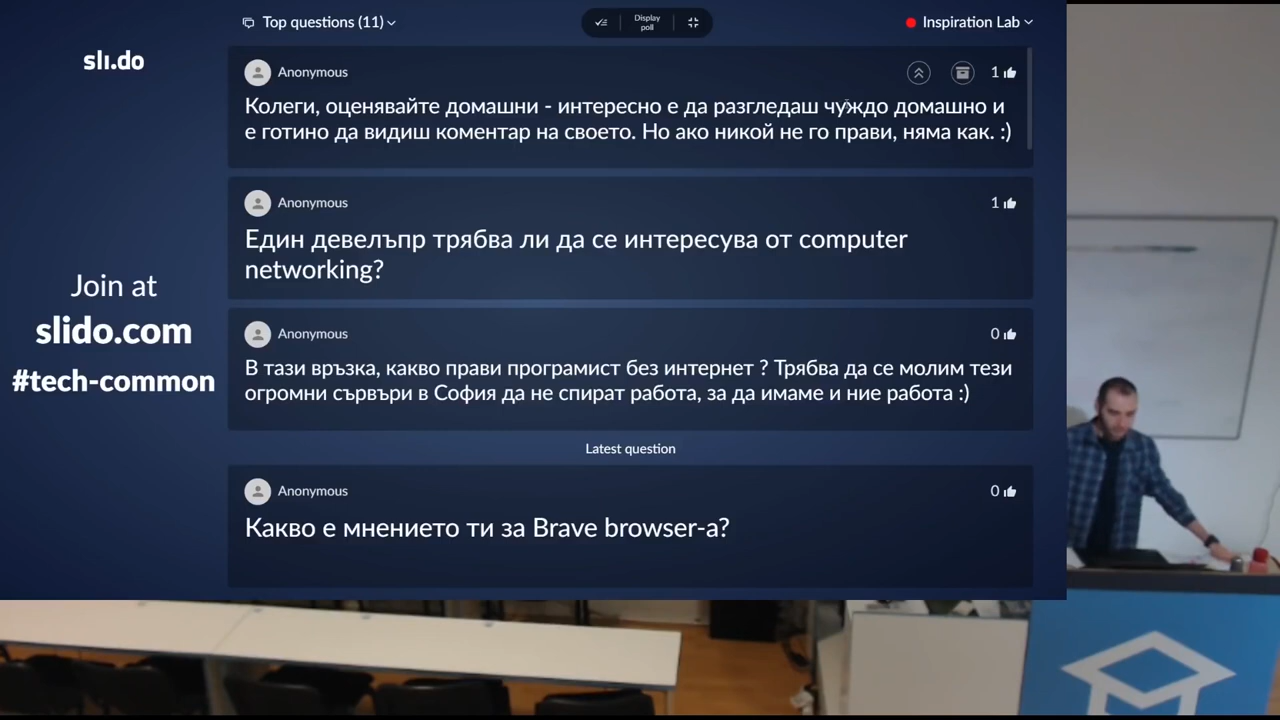 Top questions (11)
Display
poll
Inspiration Lab
sli.do
Anonymous
1
Колеги, оценявайте домашни - интересно е да разгледаш чуждо домашно и
е готино да видиш коментар на своето. Но ако никой не го прави, няма как. :)
Anonymous
1
Един девелъпр трябва ли да се интересува от computer
networking?
Join at
slido.com
#tech-common
Anonymous
0
В тази връзка, какво прави програмист без интернет ? Трябва да се молим тези
огромни сървъри в София да не спират работа, за да имаме и ние работа :)
Latest question
Anonymous
0
Какво е мнението ти за Brave browser-а?